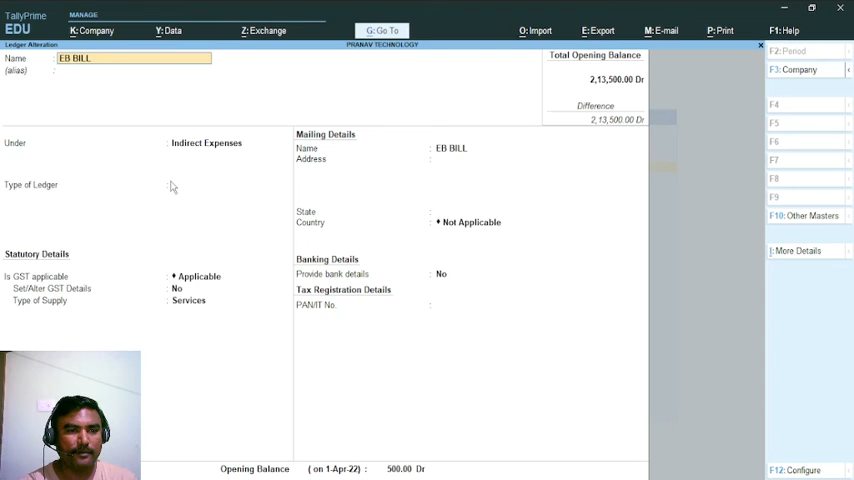 TallyPrime MANAGE
EDU K: Company Y: Data Z: Exchange G: Go To O: Import E: Export M: E-mail P: Print F1: Help
Ledger Alteration PRANAV TECHNOLOGY
Name : EB BILL
(alias) :
Total Opening Balance
2,13,500.00 Dr
Difference
2,13,500.00 Dr
Under : Indirect Expenses
Type of Ledger :
Statutory Details
Is GST applicable : ♦ Applicable
Set/Alter GST Details : No
Type of Supply : Services
Mailing Details
Name : EB BILL
Address :
State :
Country : ♦ Not Applicable
Banking Details
Provide bank details : No
Tax Registration Details
PAN/IT No. :
Opening Balance ( on 1-Apr-22) : 500.00 Dr
F2: Period
F3: Company
F4
F5
F6
F7
F8
F9
F10: Other Masters
I: More Details
F12: Configure